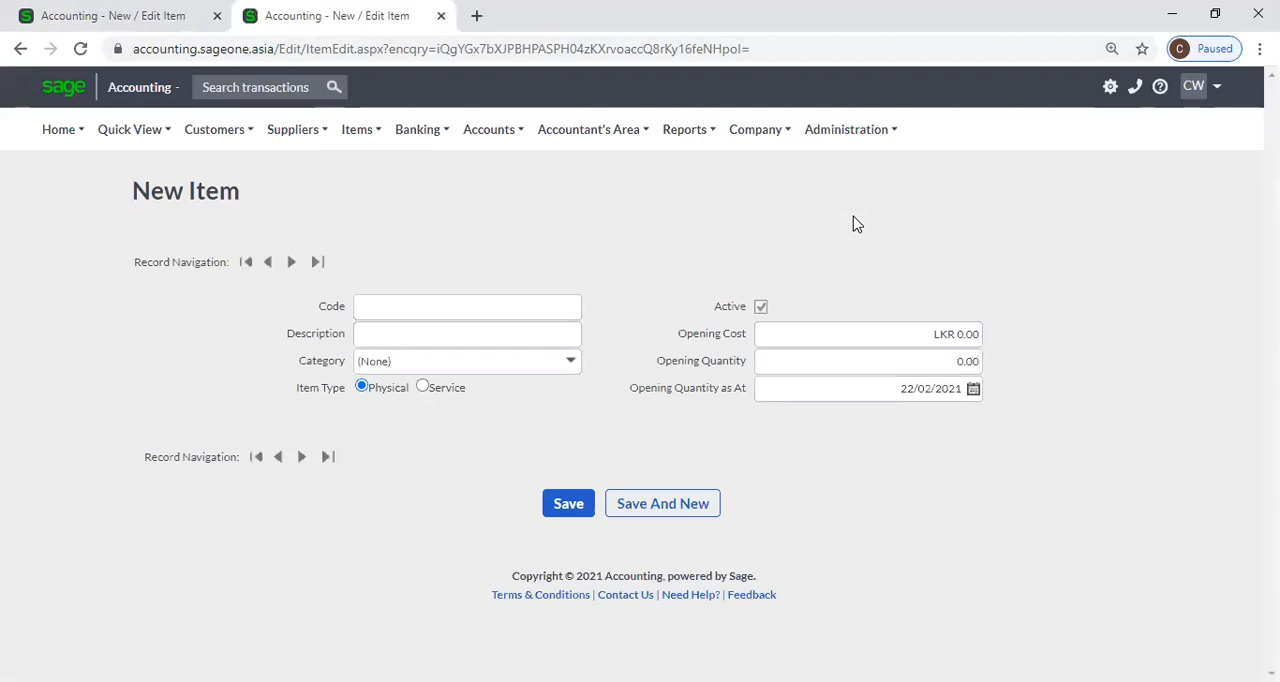 Accounting - New / Edit Item
Accounting - New / Edit Item
accounting.sageone.asia/Edit/ItemEdit.aspx?encqry=iQgYGx7bXJPBHPASPH04zKXrvoaccQ8rKy16feNHpoI=
C Paused
sage Accounting - Search transactions CW
Home Quick View Customers Suppliers Items Banking Accounts Accountant's Area Reports Company Administration
New Item
Record Navigation:
Code
Active
Description
Opening Cost LKR 0.00
Category (None)
Opening Quantity 0.00
Item Type Physical Service
Opening Quantity as At 22/02/2021
Record Navigation:
Save Save And New
Copyright © 2021 Accounting, powered by Sage.
Terms & Conditions | Contact Us | Need Help? | Feedback